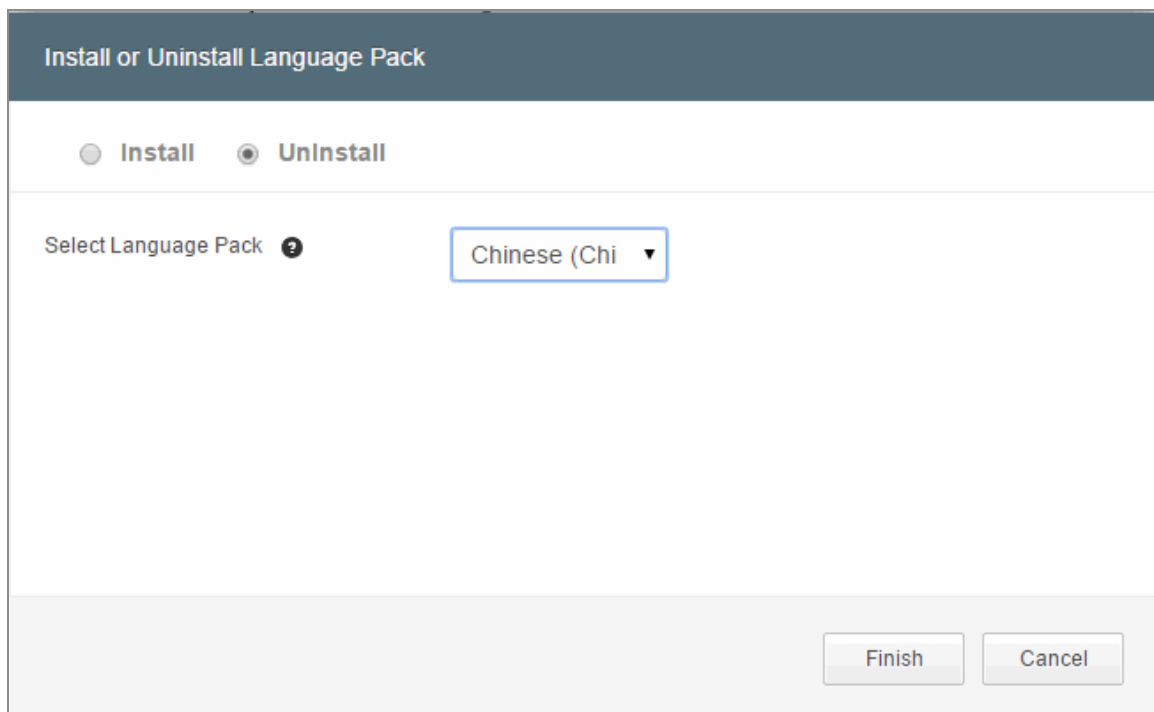 Install or Uninstall Language Pack
Install UnInstall
Select Language Pack ?
Chinese (Chi
Finish Cancel